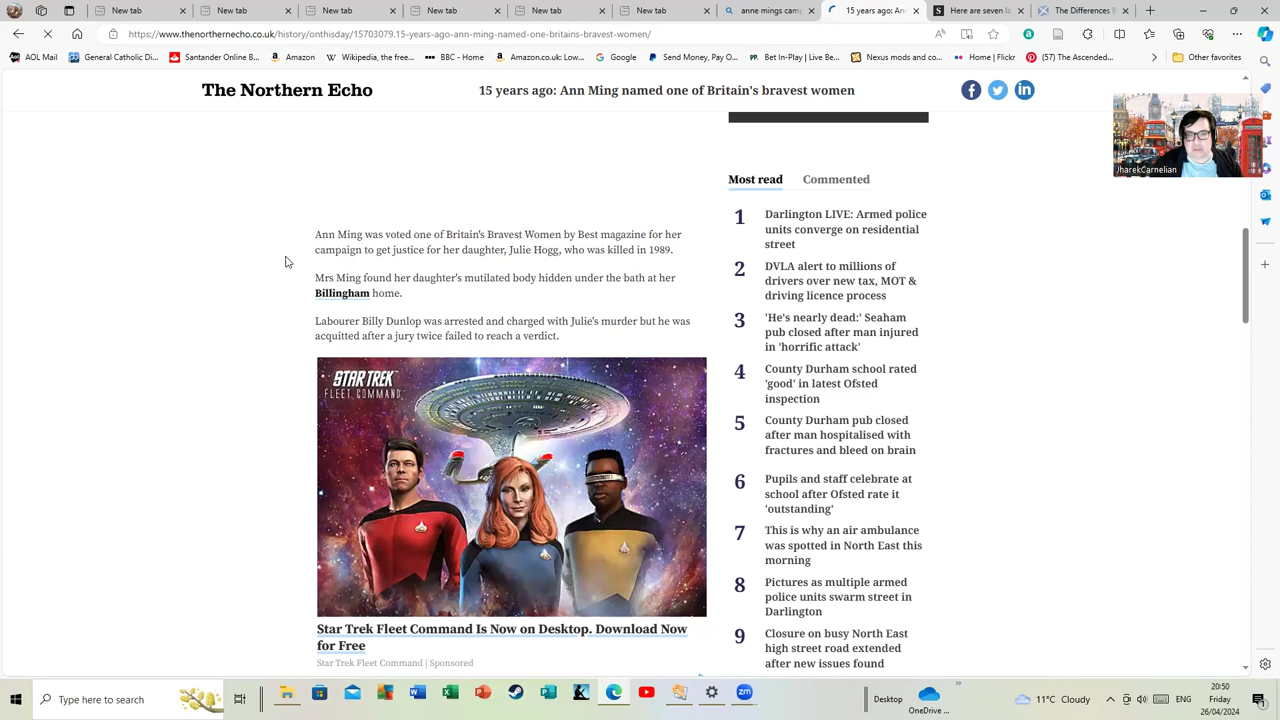 New tab
New tab
New tab
New tab
ann mings
15 years ago:
Here are seven l
The Differences B
https://www.thenorthernecho.co.uk/history/onthisday/15703079.15-years-ago-ann-ming-named-one-britains-bravest-women/
AOL Mail
General Catholic Di...
Santander Online B...
Amazon
Wikipedia, the free...
BBC - Home
Amazon.co.uk: Low...
Google
Send Money, Pay O...
Bet In-Play | Live Be...
Nexus mods and co...
Home | Flickr
(57) The Ascended...
Other favorites
The Northern Echo
15 years ago: Ann Ming named one of Britain's bravest women
JharekCarnelian
Most read
Commented
Ann Ming was voted one of Britain's Bravest Women by Best magazine for her
campaign to get justice for her daughter, Julie Hogg, who was killed in 1989.
Mrs Ming found her daughter's mutilated body hidden under the bath at her
Billingham home.
Labourer Billy Dunlop was arrested and charged with Julie's murder but he was
acquitted after a jury twice failed to reach a verdict.
STAR TREK
FLEET COMMAND
Star Trek Fleet Command Is Now on Desktop. Download Now
for Free
Star Trek Fleet Command | Sponsored
1
Darlington LIVE: Armed police
units converge on residential
street
2
DVLA alert to millions of
drivers over new tax, MOT &
driving licence process
3
'He's nearly dead:' Seaham
pub closed after man injured
in 'horrific attack'
4
County Durham school rated
'good' in latest Ofsted
inspection
5
County Durham pub closed
after man hospitalised with
fractures and bleed on brain
6
Pupils and staff celebrate at
school after Ofsted rate it
'outstanding'
7
This is why an air ambulance
was spotted in North East this
morning
8
Pictures as multiple armed
police units swarm street in
Darlington
9
Closure on busy North East
high street road extended
after new issues found
Type here to search
Desktop
OneDrive ...
11°C Cloudy
ENG
20:50
Friday
26/04/2024